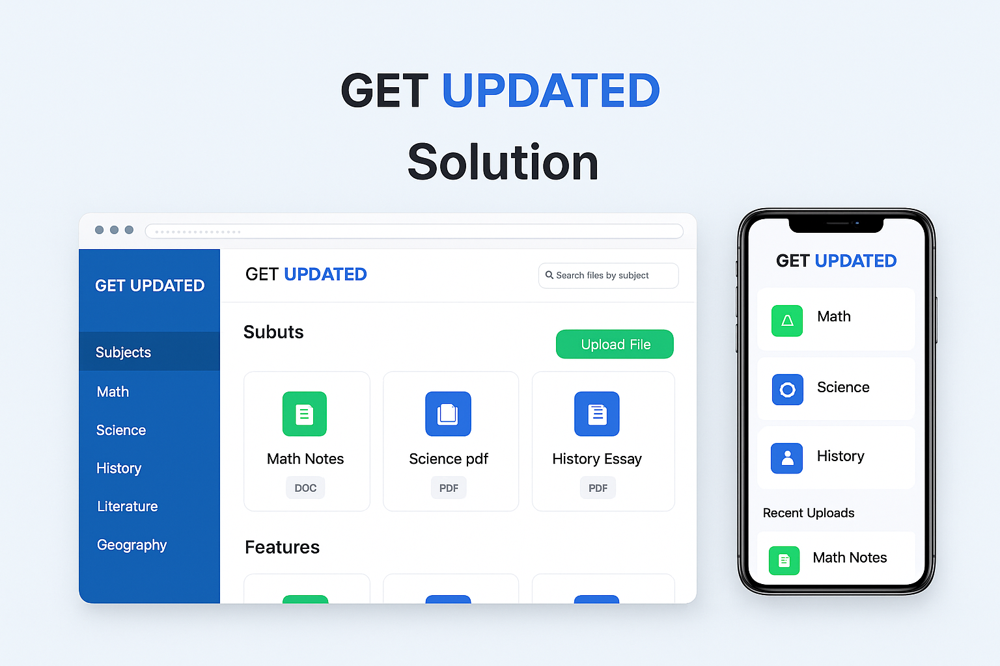 GET UPDATED
Solution
GET UPDATED
Subjects
Math
Science
History
Literature
Geography
GET UPDATED
Search files by subject
Subuts
Upload File
Math Notes
DOC
Science pdf
PDF
History Essay
PDF
Features
GET UPDATED
Math
Science
History
Recent Uploads
Math Notes